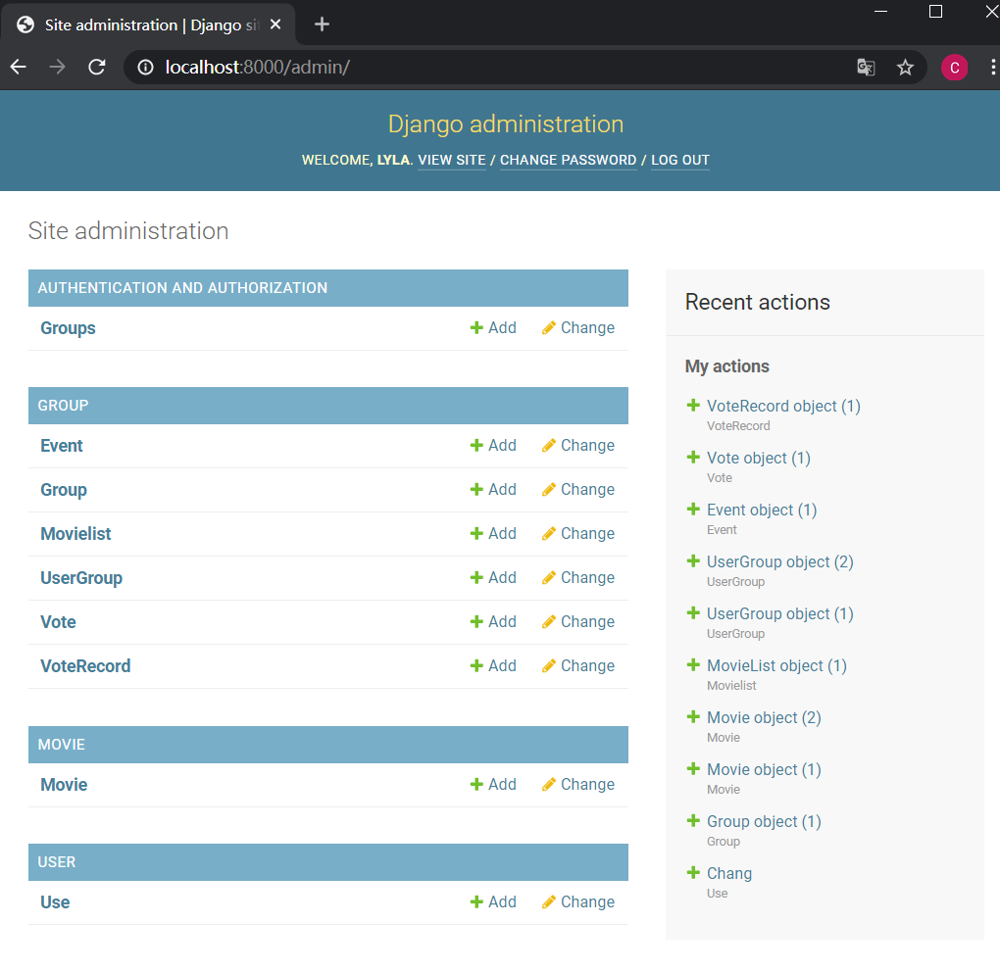 Site administration | Django si
localhost:8000/admin/
C
Django administration
WELCOME, LYLA. VIEW SITE / CHANGE PASSWORD / LOG OUT
Site administration
AUTHENTICATION AND AUTHORIZATION
Groups Add Change
GROUP
Event Add Change
Group Add Change
Movielist Add Change
UserGroup Add Change
Vote Add Change
VoteRecord Add Change
MOVIE
Movie Add Change
USER
Use Add Change
Recent actions
My actions
VoteRecord object (1)
VoteRecord
Vote object (1)
Vote
Event object (1)
Event
UserGroup object (2)
UserGroup
UserGroup object (1)
UserGroup
MovieList object (1)
Movielist
Movie object (2)
Movie
Movie object (1)
Movie
Group object (1)
Group
Chang
Use